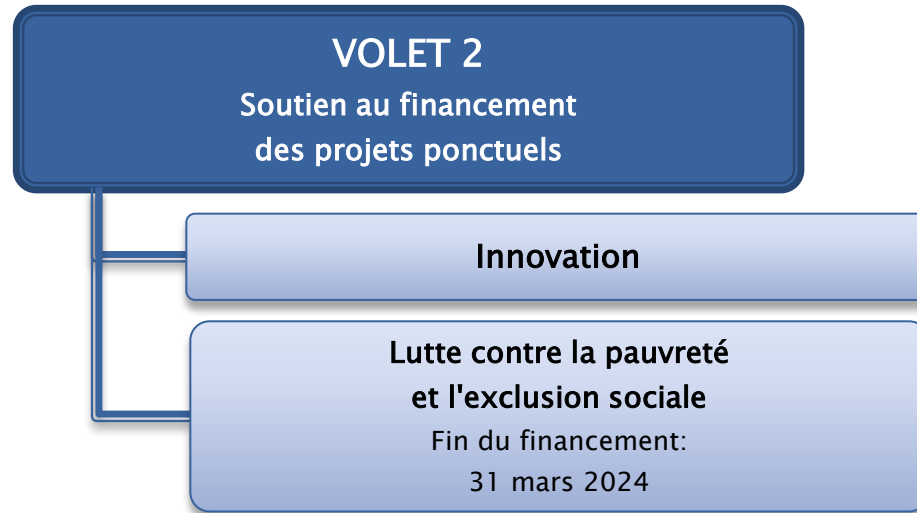 VOLET 2
Soutien au financement
des projets ponctuels
Innovation
Lutte contre la pauvreté
et l'exclusion sociale
Fin du financement:
31 mars 2024